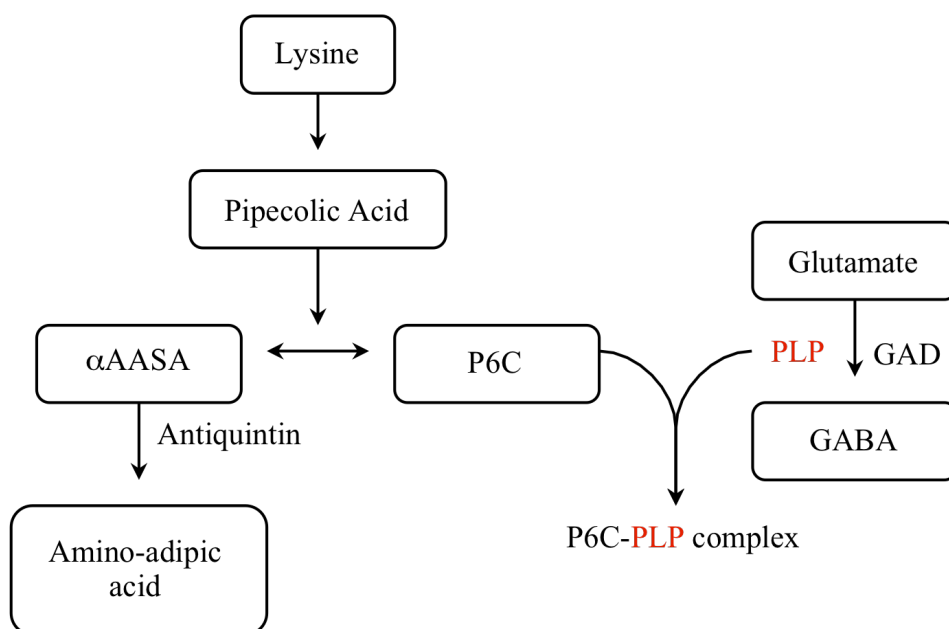 Lysine
Pipecolic Acid
Glutamate
αAASA
P6C
PLP
GAD
Antiquintin
GABA
Amino-adipic
acid
P6C-PLP complex